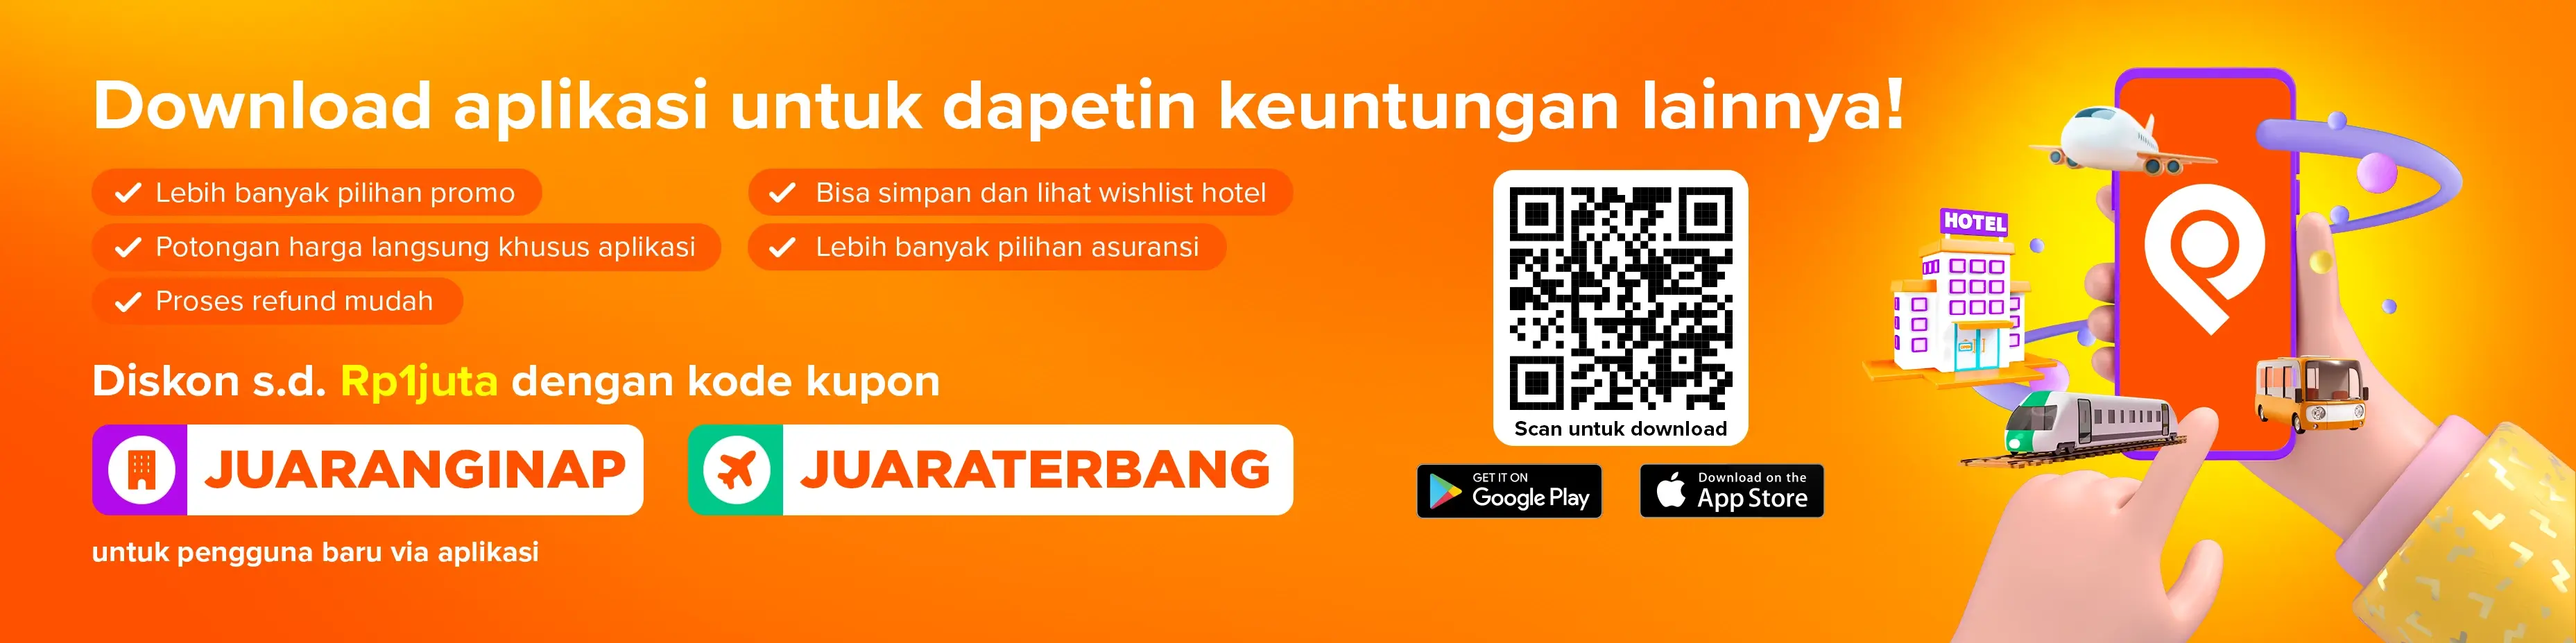 Download aplikasi untuk dapetin keuntungan lainnya!
Lebih banyak pilihan promo
Potongan harga langsung khusus aplikasi
Proses refund mudah
Bisa simpan dan lihat wishlist hotel
Lebih banyak pilihan asuransi
Diskon s.d. Rp1juta dengan kode kupon
JUARANGINAP
JUARATERBANG
untuk pengguna baru via aplikasi
Scan untuk download
GET IT ON
Google Play
Download on the
App Store
HOTEL